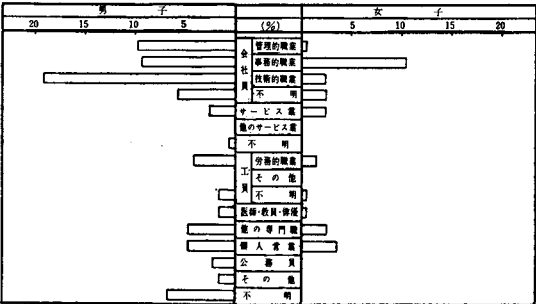 男 子 女 子
20 15 10 5 (%) 5 10 15 20
会社員
管理的職業
事務的職業
技術的職業
不 明
サービス業
他のサービス業
不 明
工員
労務的職業
そ の 他
不 明
医師・教員・俳優
他の専門職
個人営業
公 務 員
そ の 他
不 明